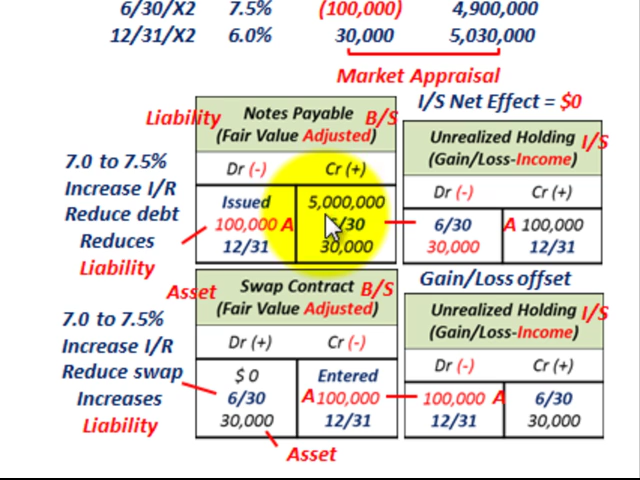 6/30/X2 7.5% (100,000) 4,900,000
12/31/X2 6.0% 30,000 5,030,000
Market Appraisal
I/S Net Effect = $0
Liability Notes Payable B/S
(Fair Value Adjusted)
Dr (-) Cr (+)
Issued 5,000,000
100,000 A /30
12/31 30,000
Unrealized Holding I/S
(Gain/Loss-Income)
Dr (-) Cr (+)
6/30 A 100,000
30,000 12/31
7.0 to 7.5%
Increase I/R
Reduce debt
Reduces
Liability
Asset Swap Contract B/S
(Fair Value Adjusted)
Dr (+) Cr (-)
$ 0 Entered
6/30 A 100,000
30,000 12/31
Asset
Gain/Loss offset
Unrealized Holding I/S
(Gain/Loss-Income)
Dr (-) Cr (+)
100,000 A 6/30
12/31 30,000
7.0 to 7.5%
Increase I/R
Reduce swap
Increases
Liability